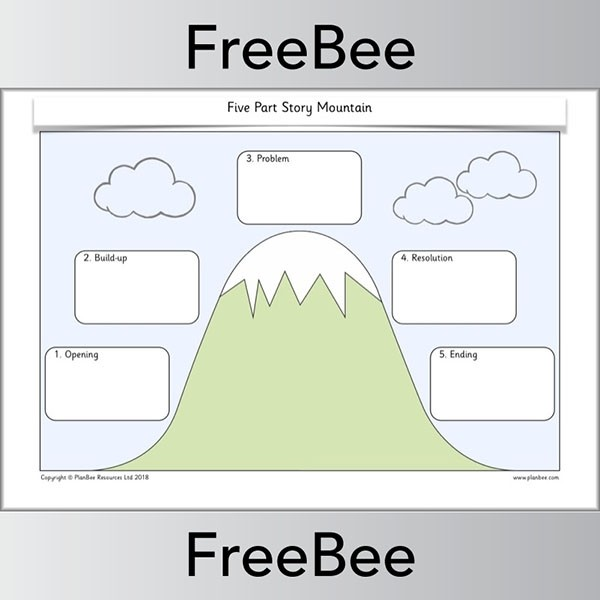 FreeBee
Five Part Story Mountain
3. Problem
2. Build-up
4. Resolution
1. Opening
5. Ending
Copyright © PlanBee Resources Ltd 2018
www.planbee.com
FreeBee